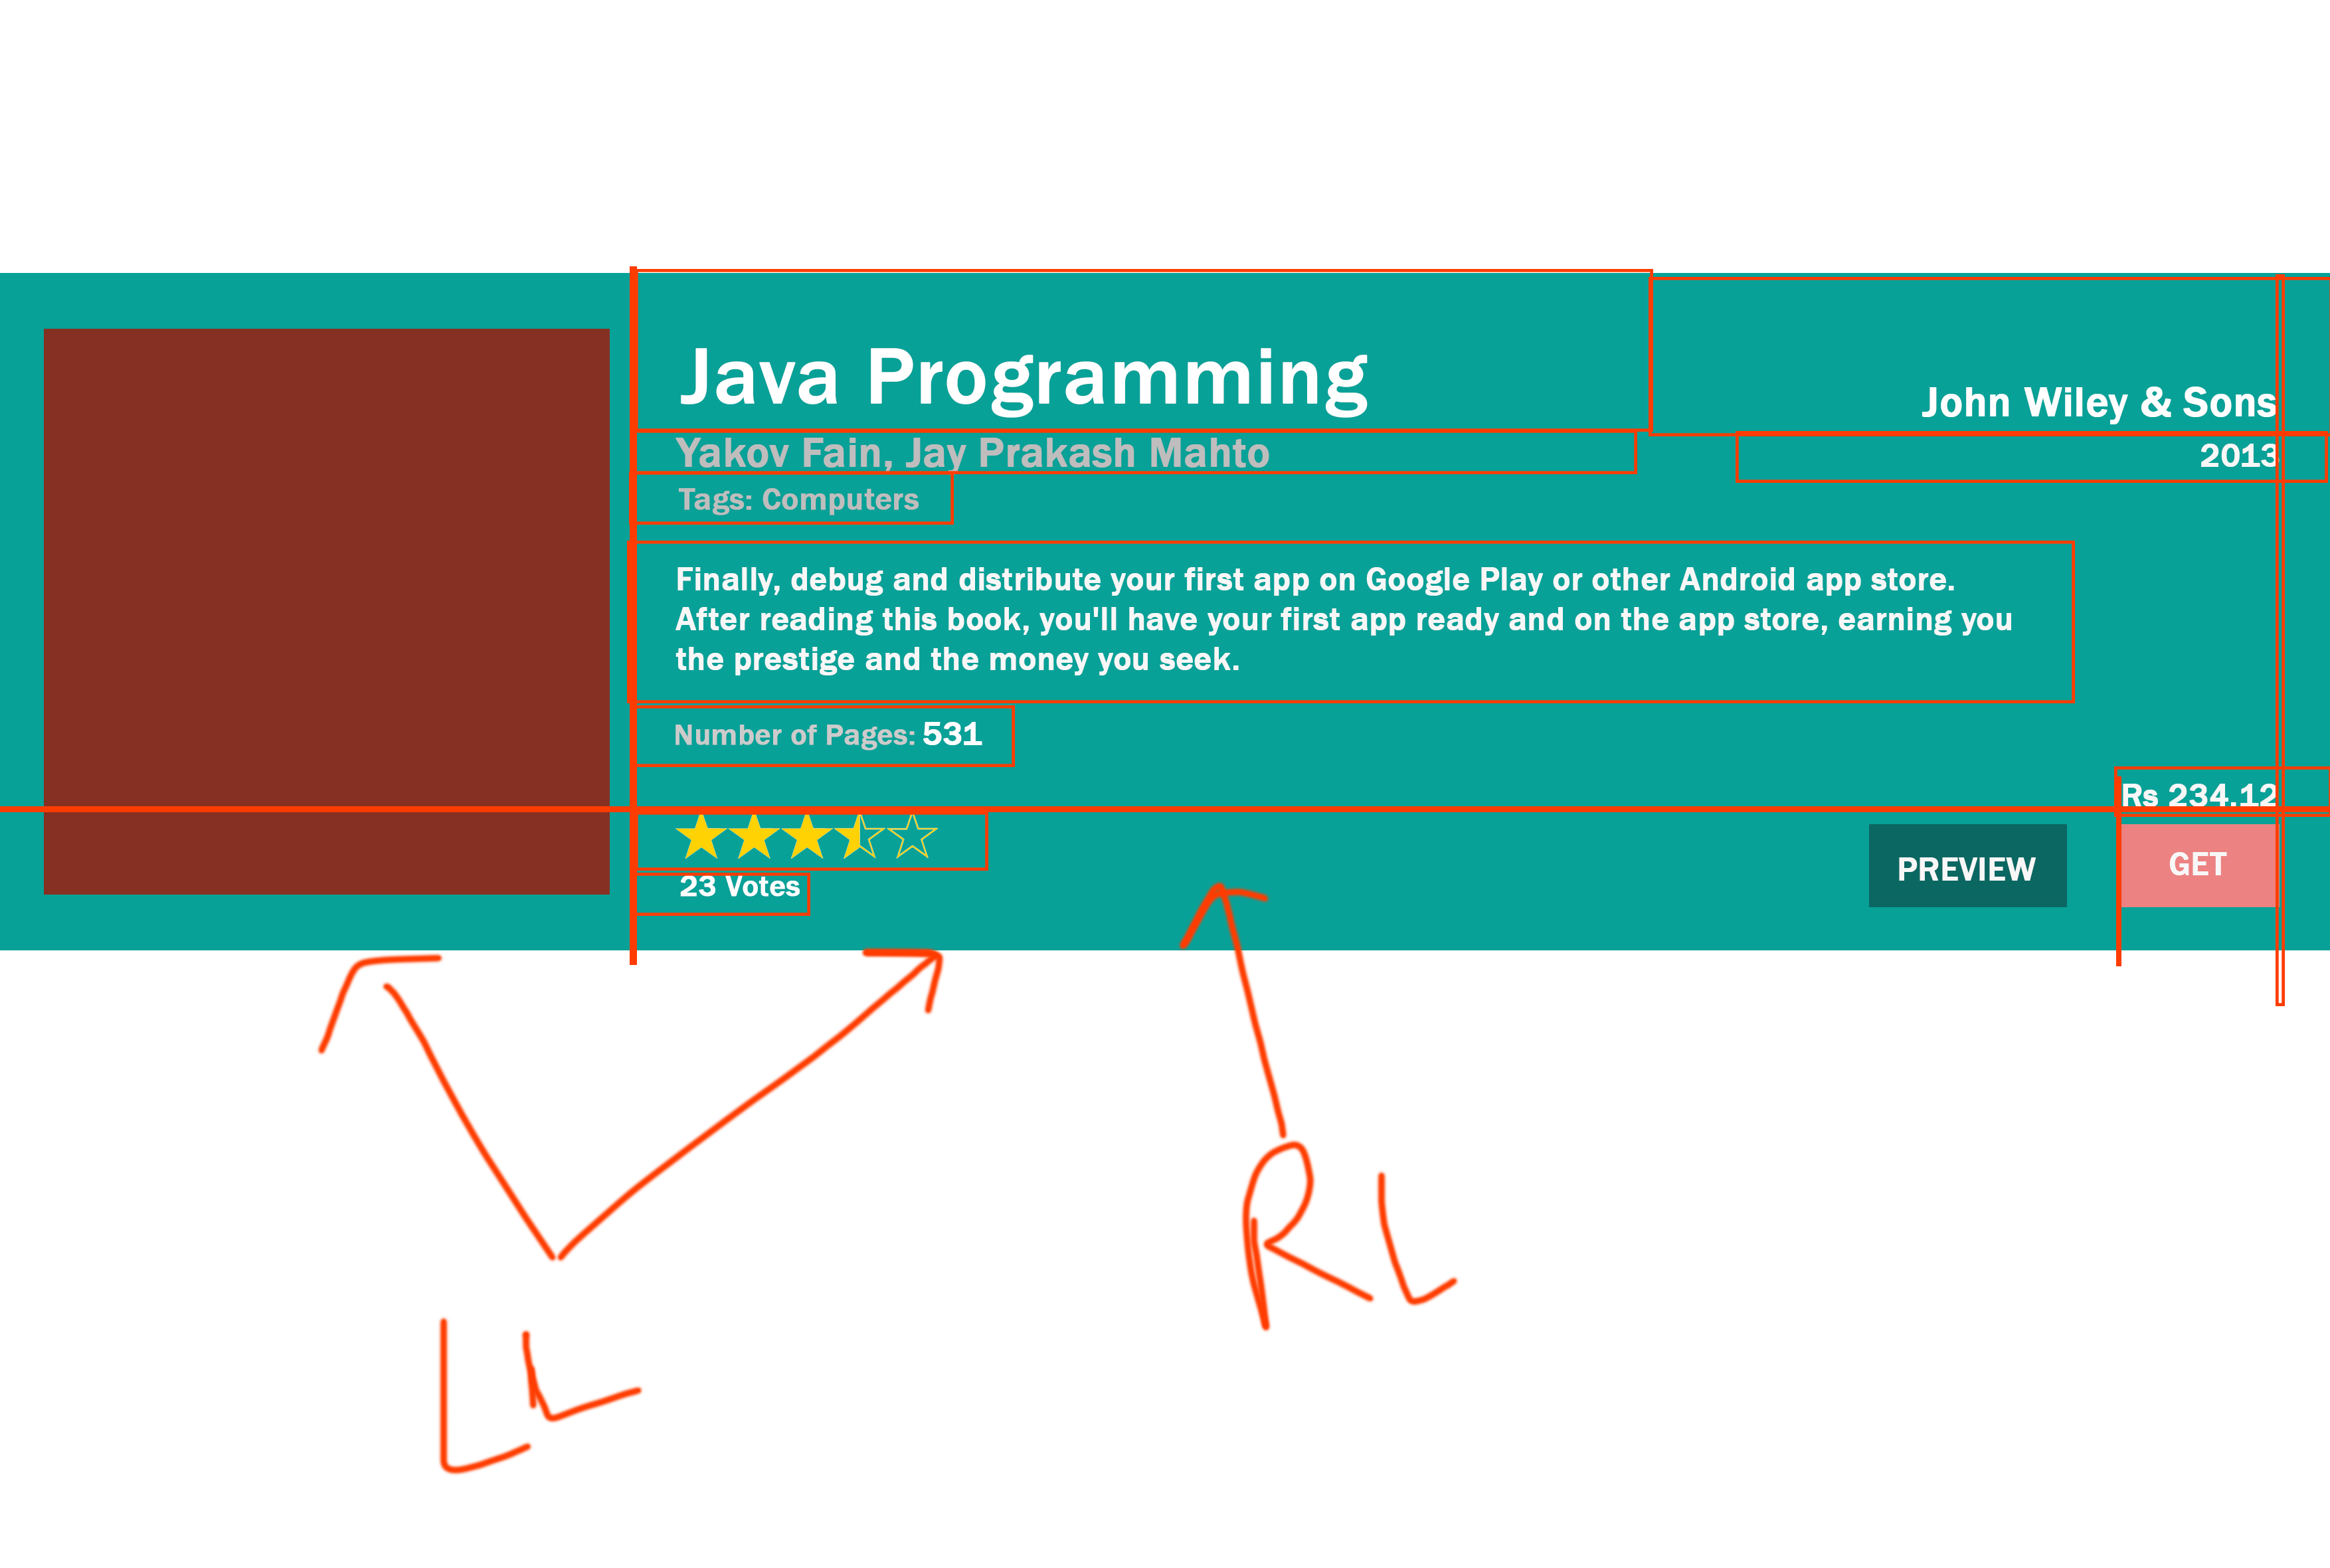 Java Programming
John Wiley & Sons
Yakov Fain, Jay Prakash Mahto
2013
Tags: Computers
Finally, debug and distribute your first app on Google Play or other Android app store.
After reading this book, you'll have your first app ready and on the app store, earning you
the prestige and the money you seek.
Number of Pages: 531
Rs 234.12
23 Votes
PREVIEW
GET
RL
LL